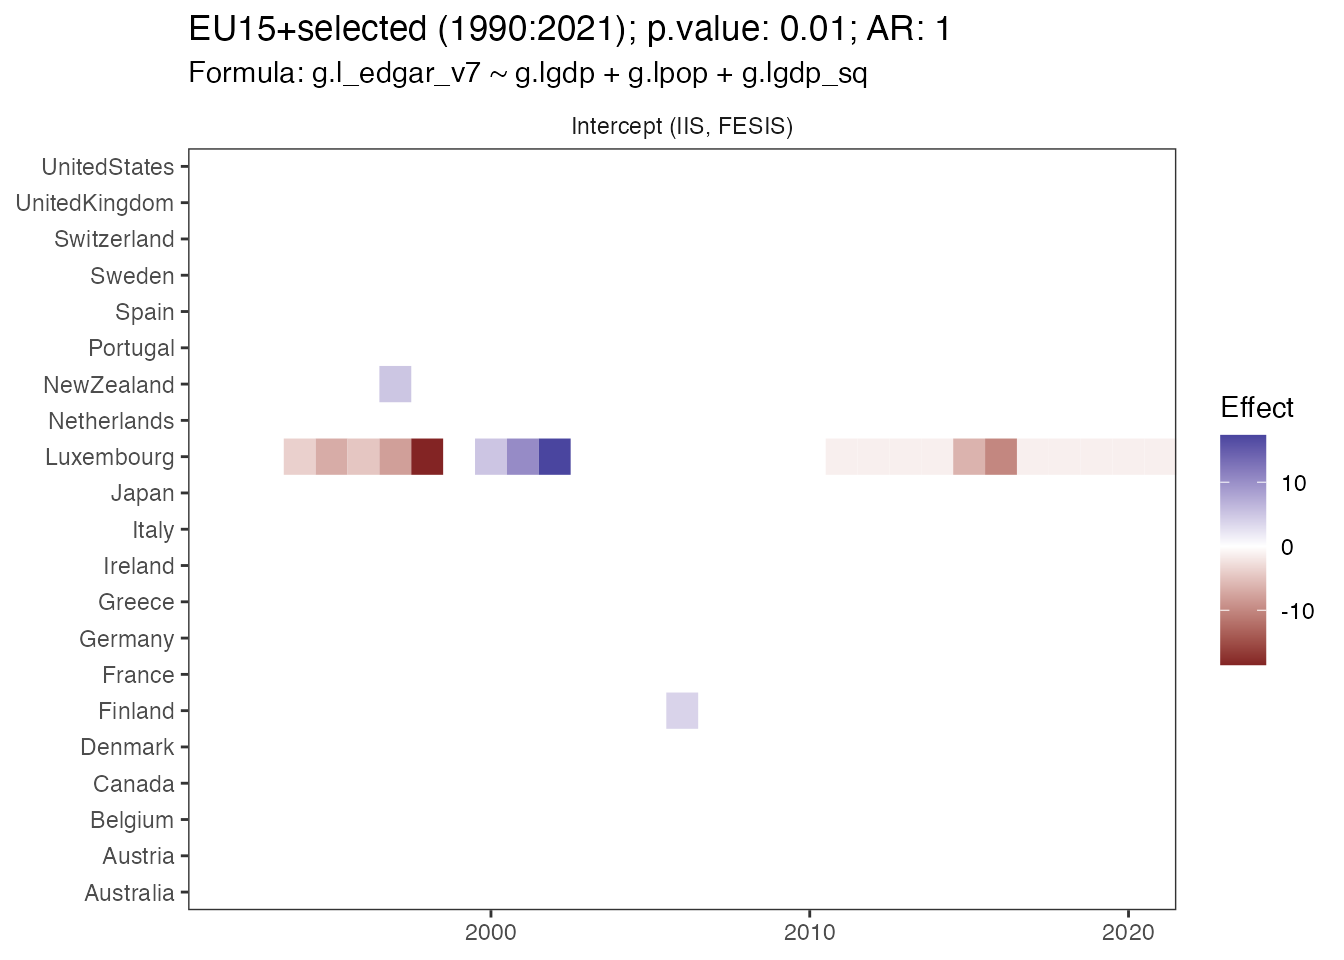 EU15+selected (1990:2021); p.value: 0.01; AR: 1
Formula: g.l_edgar_v7 ~ g.lgdp + g.lpop + g.lgdp_sq
Intercept (IIS, FESIS)
UnitedStates
UnitedKingdom
Switzerland
Sweden
Spain
Portugal
NewZealand
Netherlands
Luxembourg
Japan
Italy
Ireland
Greece
Germany
France
Finland
Denmark
Canada
Belgium
Austria
Australia
2000
2010
2020
Effect
10
0
-10